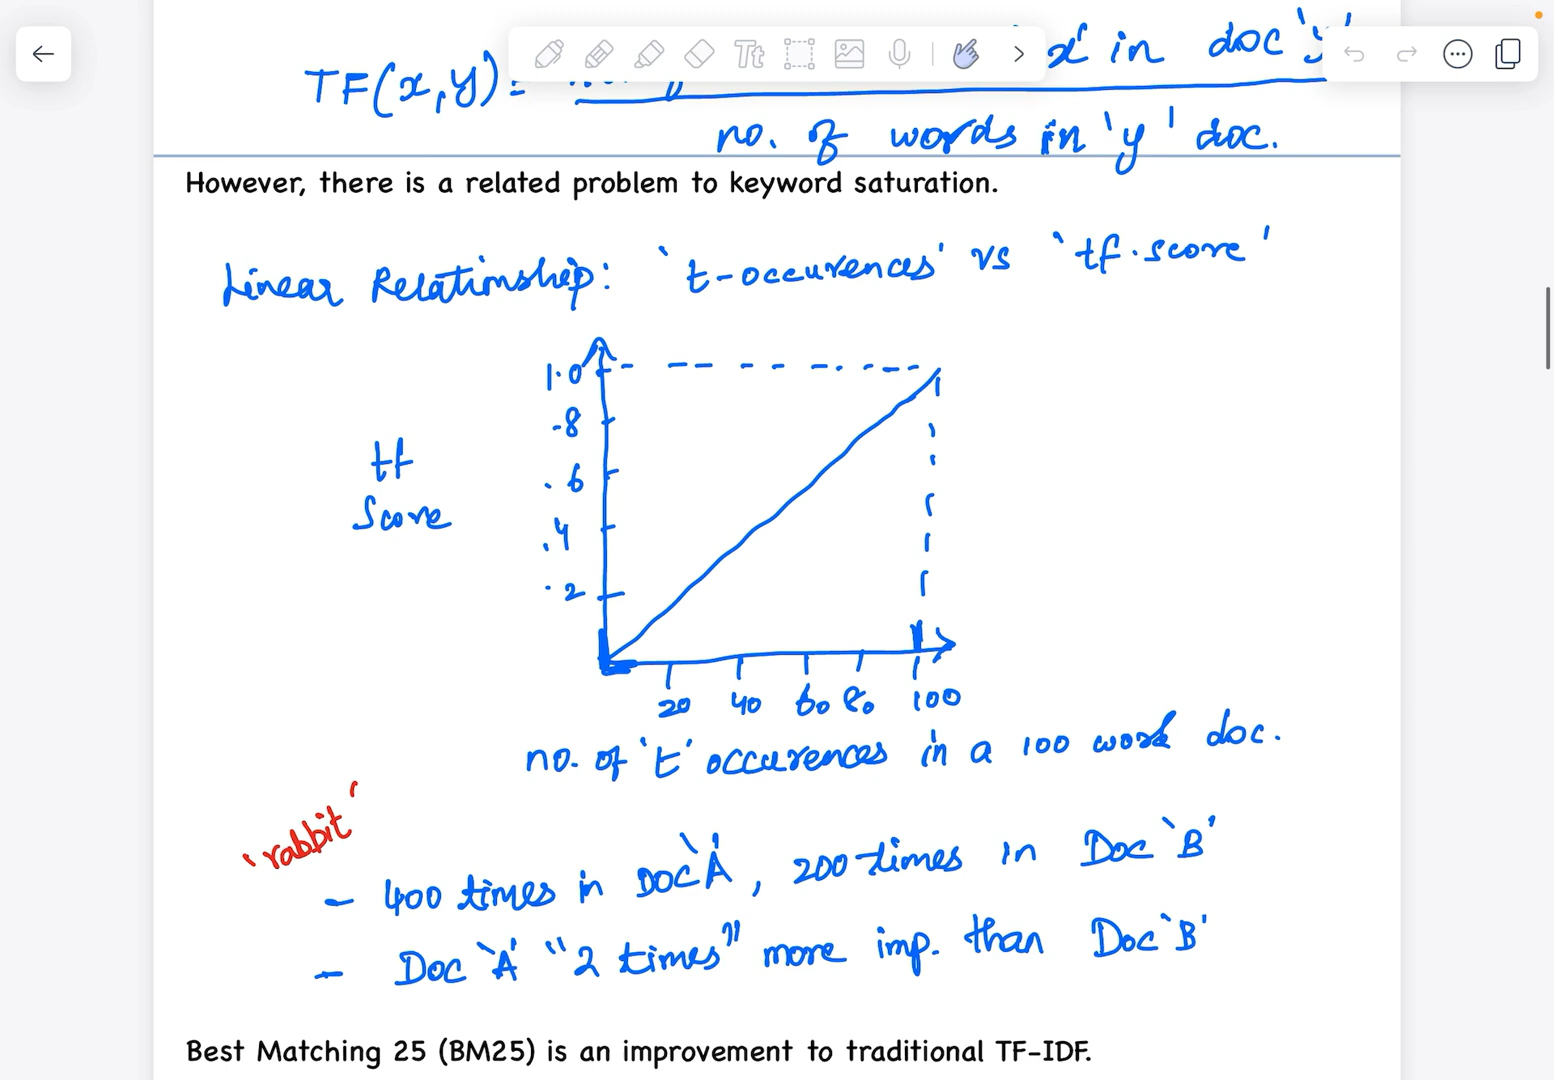 x' in doc 'y'
TF(x,y) =
no. of words in 'y' doc.
However, there is a related problem to keyword saturation.
Linear Relationship: 't-occurences' vs 'tf.score'
1.0
.8
.6
.4
.2
tf
Score
20 40 60 80 100
no. of 't' occurences in a 100 work doc.
'rabbit'
- 400 times in Doc 'A', 200 times in Doc 'B'
- Doc 'A' "2 times" more imp. than Doc 'B'
Best Matching 25 (BM25) is an improvement to traditional TF-IDF.